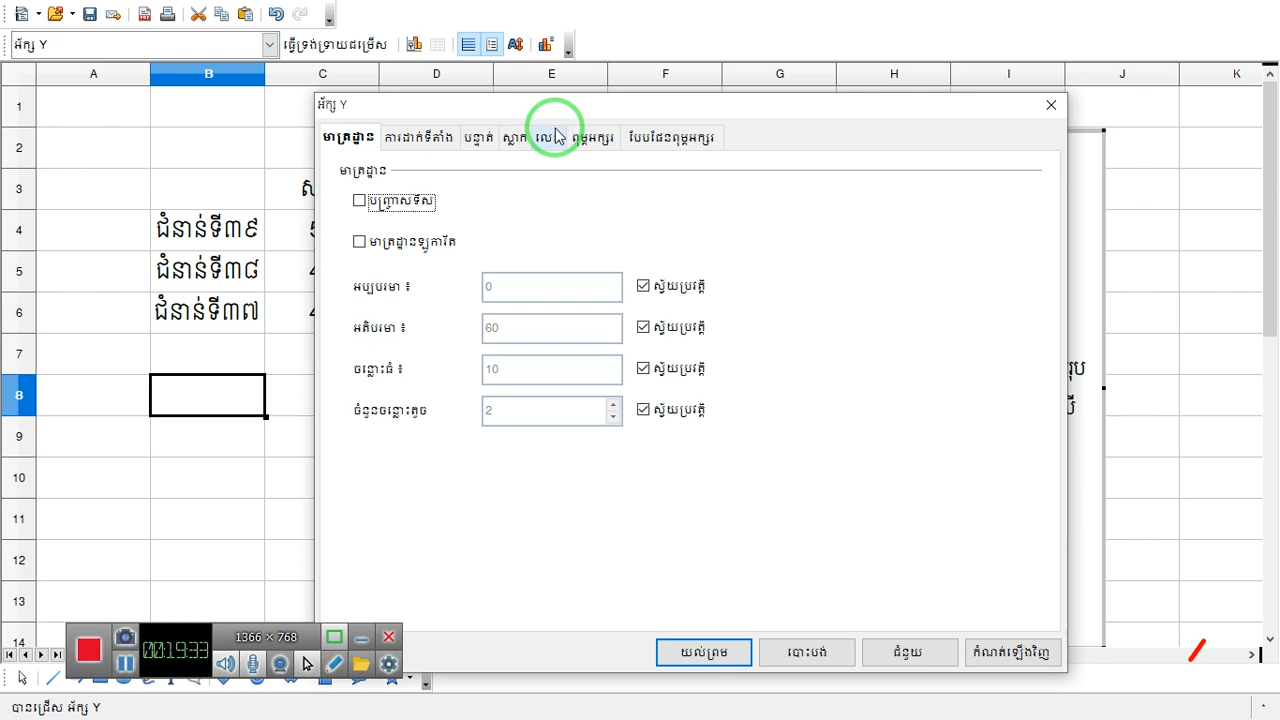 អ័ក្ស Y
ធ្វើទ្រង់ទ្រាយជម្រើស
A B C D E F G H I J K
1
2
3
4 ជំនាន់ទី៣៩
5 ជំនាន់ទី៣៨
6 ជំនាន់ទី៣៧
7
8
9
10
11
12
13
14
អ័ក្ស Y
មាត្រដ្ឋាន ការដាក់ទីតាំង បន្ទាត់ ស្លាក ពុម្ពអក្សរ បែបផែនពុម្ពអក្សរ
មាត្រដ្ឋាន
បញ្ច្រាសទិស
មាត្រដ្ឋានឡូការីត
អប្បបរមា ៖ 0 ស្វ័យប្រវត្តិ
អតិបរមា ៖ 60 ស្វ័យប្រវត្តិ
ចន្លោះធំ ៖ 10 ស្វ័យប្រវត្តិ
ចំនួនចន្លោះតូច 2 ស្វ័យប្រវត្តិ
យល់ព្រម បោះបង់ ជំនួយ កំណត់ឡើងវិញ
1366 × 768
00:19:33
បានជ្រើស អ័ក្ស Y